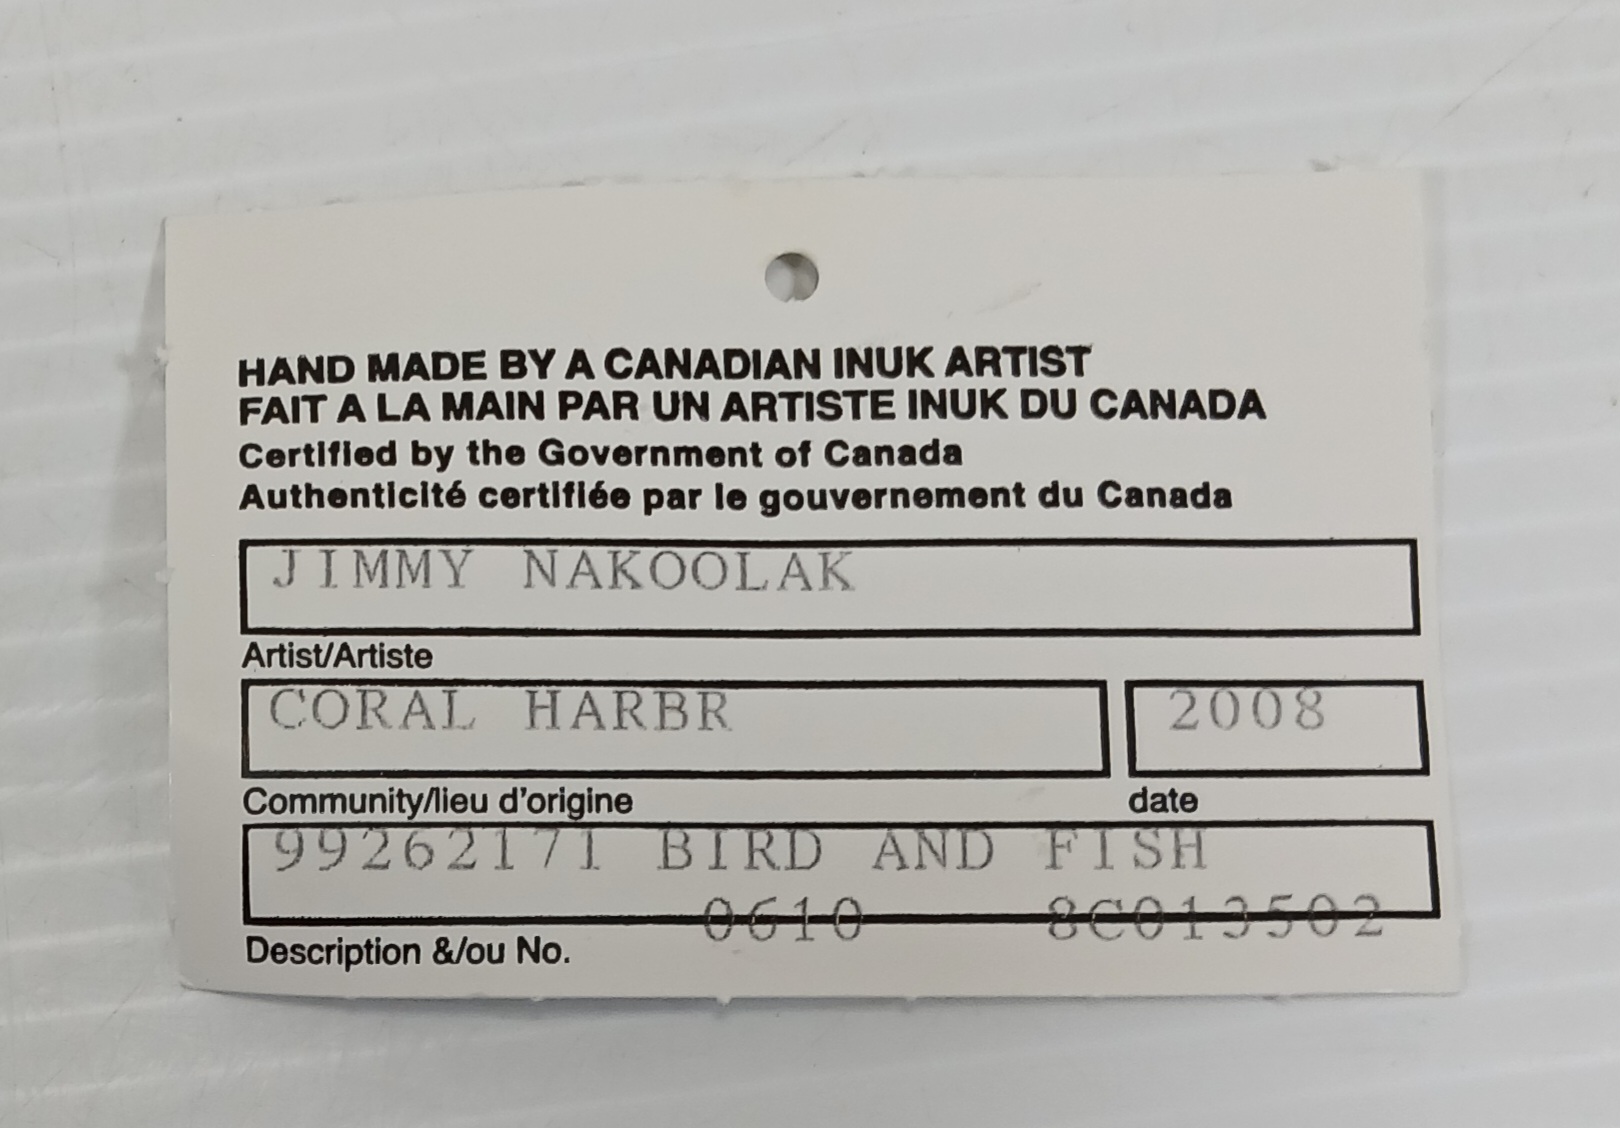 HAND MADE BY A CANADIAN INUK ARTIST
FAIT A LA MAIN PAR UN ARTISTE INUK DU CANADA
Certified by the Government of Canada
Authenticité certifiée par le gouvernement du Canada
JIMMY NAKOOLAK
Artist/Artiste
CORAL HARBR 2008
Community/lieu d'origine date
99262171 BIRD AND FISH
0610 8C013502
Description &/ou No.